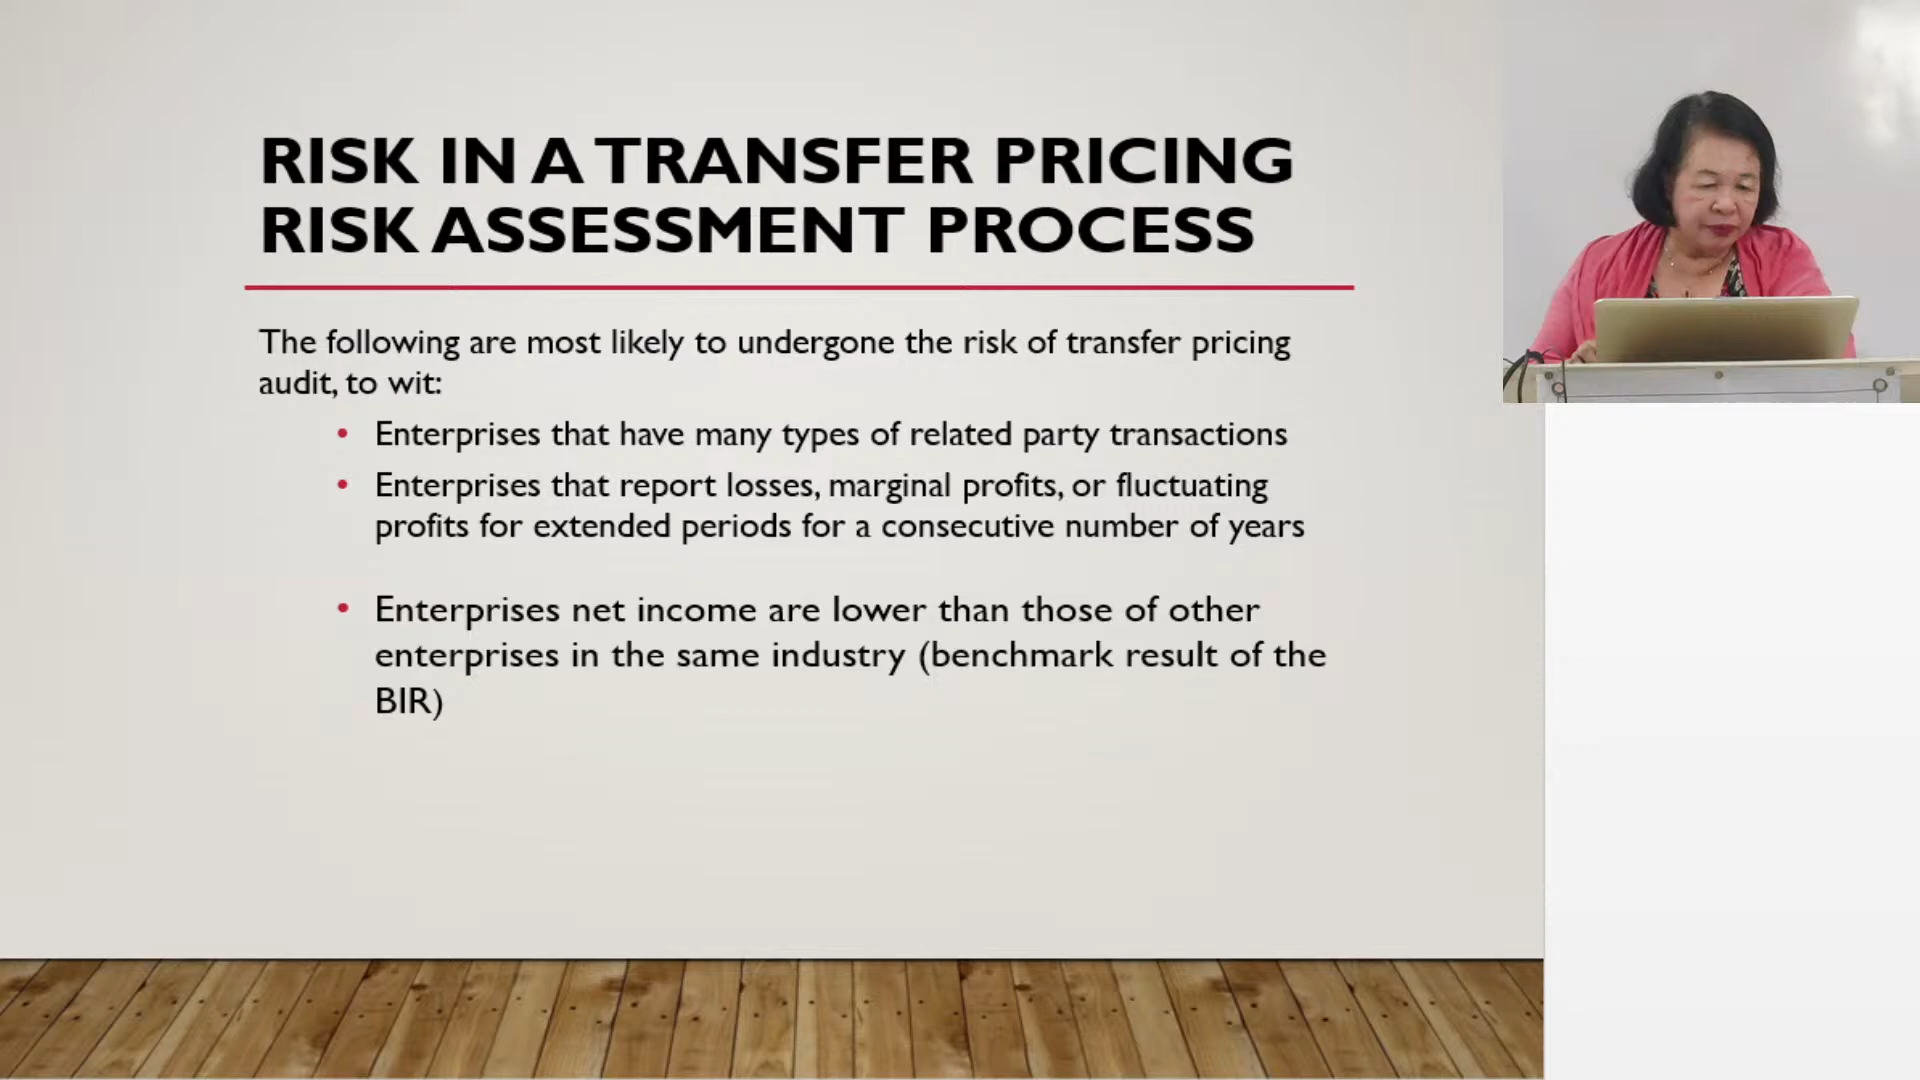 RISK IN A TRANSFER PRICING
RISK ASSESSMENT PROCESS
The following are most likely to undergone the risk of transfer pricing
audit, to wit:
• Enterprises that have many types of related party transactions
• Enterprises that report losses, marginal profits, or fluctuating
profits for extended periods for a consecutive number of years
• Enterprises net income are lower than those of other
enterprises in the same industry (benchmark result of the
BIR)